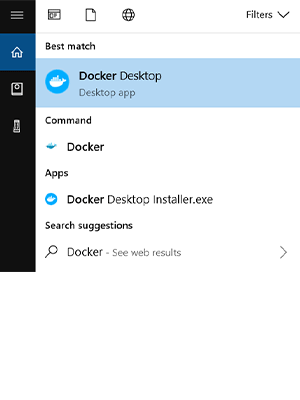 Filters
Best match
Docker Desktop
Desktop app
Command
Docker
Apps
Docker Desktop Installer.exe
Search suggestions
Docker - See web results